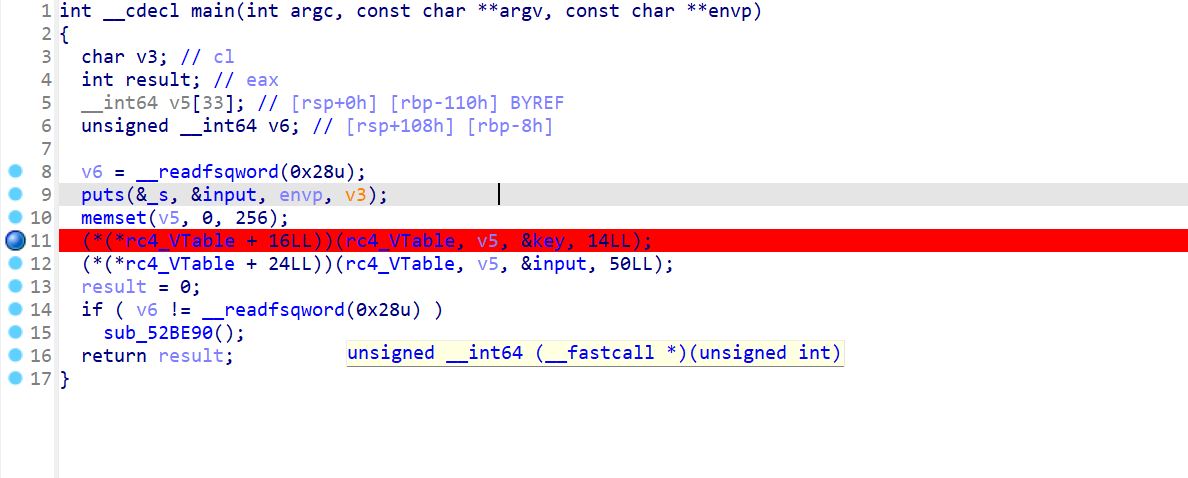 1 int __cdecl main(int argc, const char **argv, const char **envp)
2 {
3   char v3; // cl
4   int result; // eax
5   __int64 v5[33]; // [rsp+0h] [rbp-110h] BYREF
6   unsigned __int64 v6; // [rsp+108h] [rbp-8h]
7
8   v6 = __readfsqword(0x28u);
9   puts(&_s, &input, envp, v3);
10   memset(v5, 0, 256);
11   (*(*rc4_VTable + 16LL))(rc4_VTable, v5, &key, 14LL);
12   (*(*rc4_VTable + 24LL))(rc4_VTable, v5, &input, 50LL);
13   result = 0;
14   if ( v6 != __readfsqword(0x28u) )
15     sub_52BE90();
16   return result;
unsigned __int64 (__fastcall *)(unsigned int)
17 }